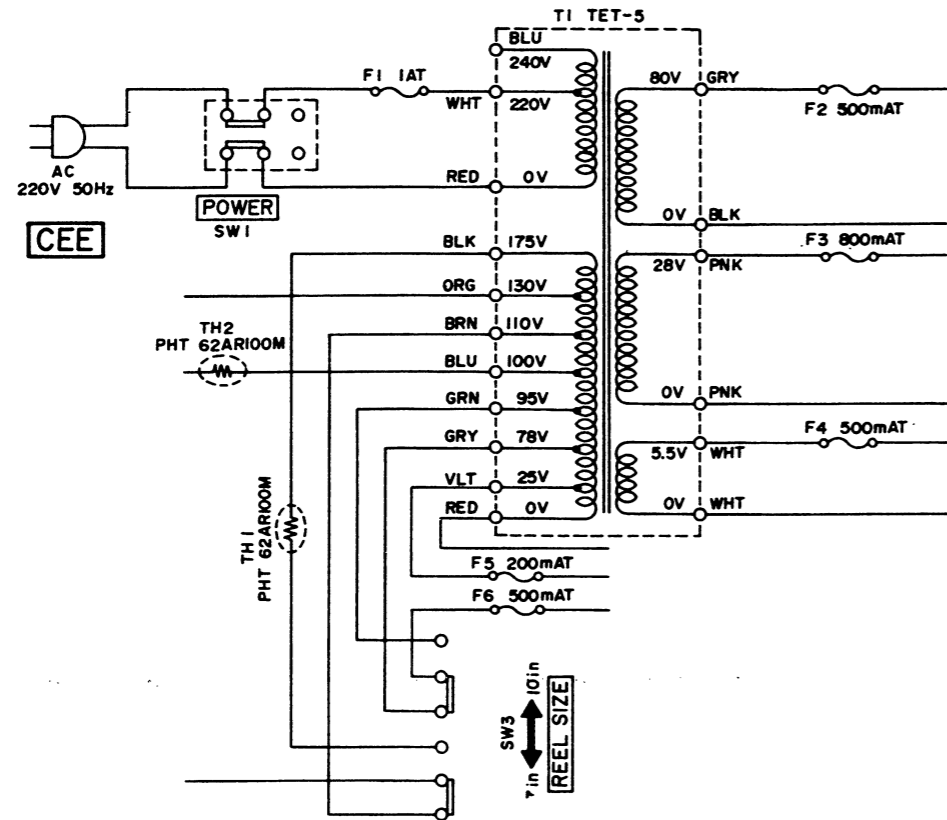 T1 TET-5
BLU
240V
F1 1AT
WHT 220V
80V GRY
F2 500mAT
AC
220V 50Hz
RED 0V
POWER
SW1
0V BLK
CEE
BLK 175V
F3 800mAT
28V PNK
ORG 130V
BRN 110V
TH2
PHT 62AR100M
BLU 100V
GRN 95V
0V PNK
GRY 78V
F4 500mAT
5.5V WHT
VLT 25V
RED 0V
0V WHT
TH1
PHT 62AR100M
F5 200mAT
F6 500mAT
SW3
7in 10in
REEL SIZE